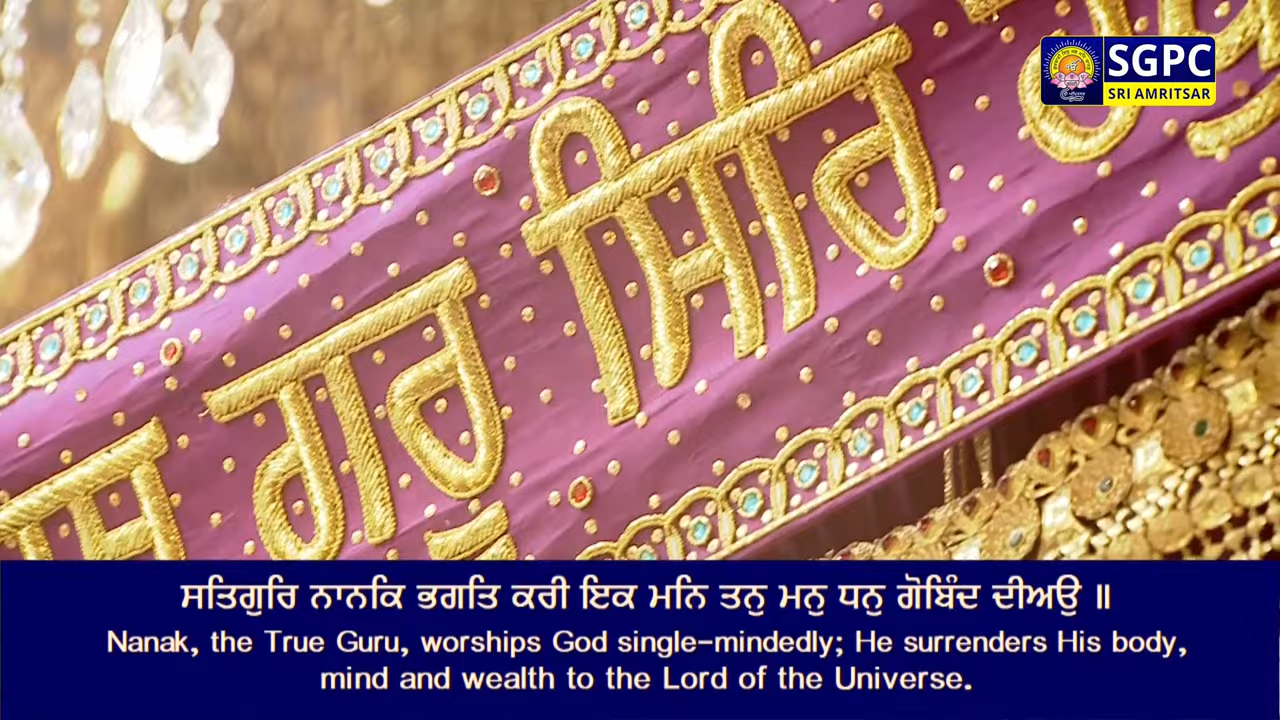 SGPC
SRI AMRITSAR
ਗੁਰ ਸਿਰਿ
ਸਤਿਗੁਰਿ ਨਾਨਕਿ ਭਗਤਿ ਕਰੀ ਇਕ ਮਨਿ ਤਨੁ ਮਨੁ ਧਨੁ ਗੋਬਿੰਦ ਦੀਅਉ ॥
Nanak, the True Guru, worships God single-mindedly; He surrenders His body,
mind and wealth to the Lord of the Universe.